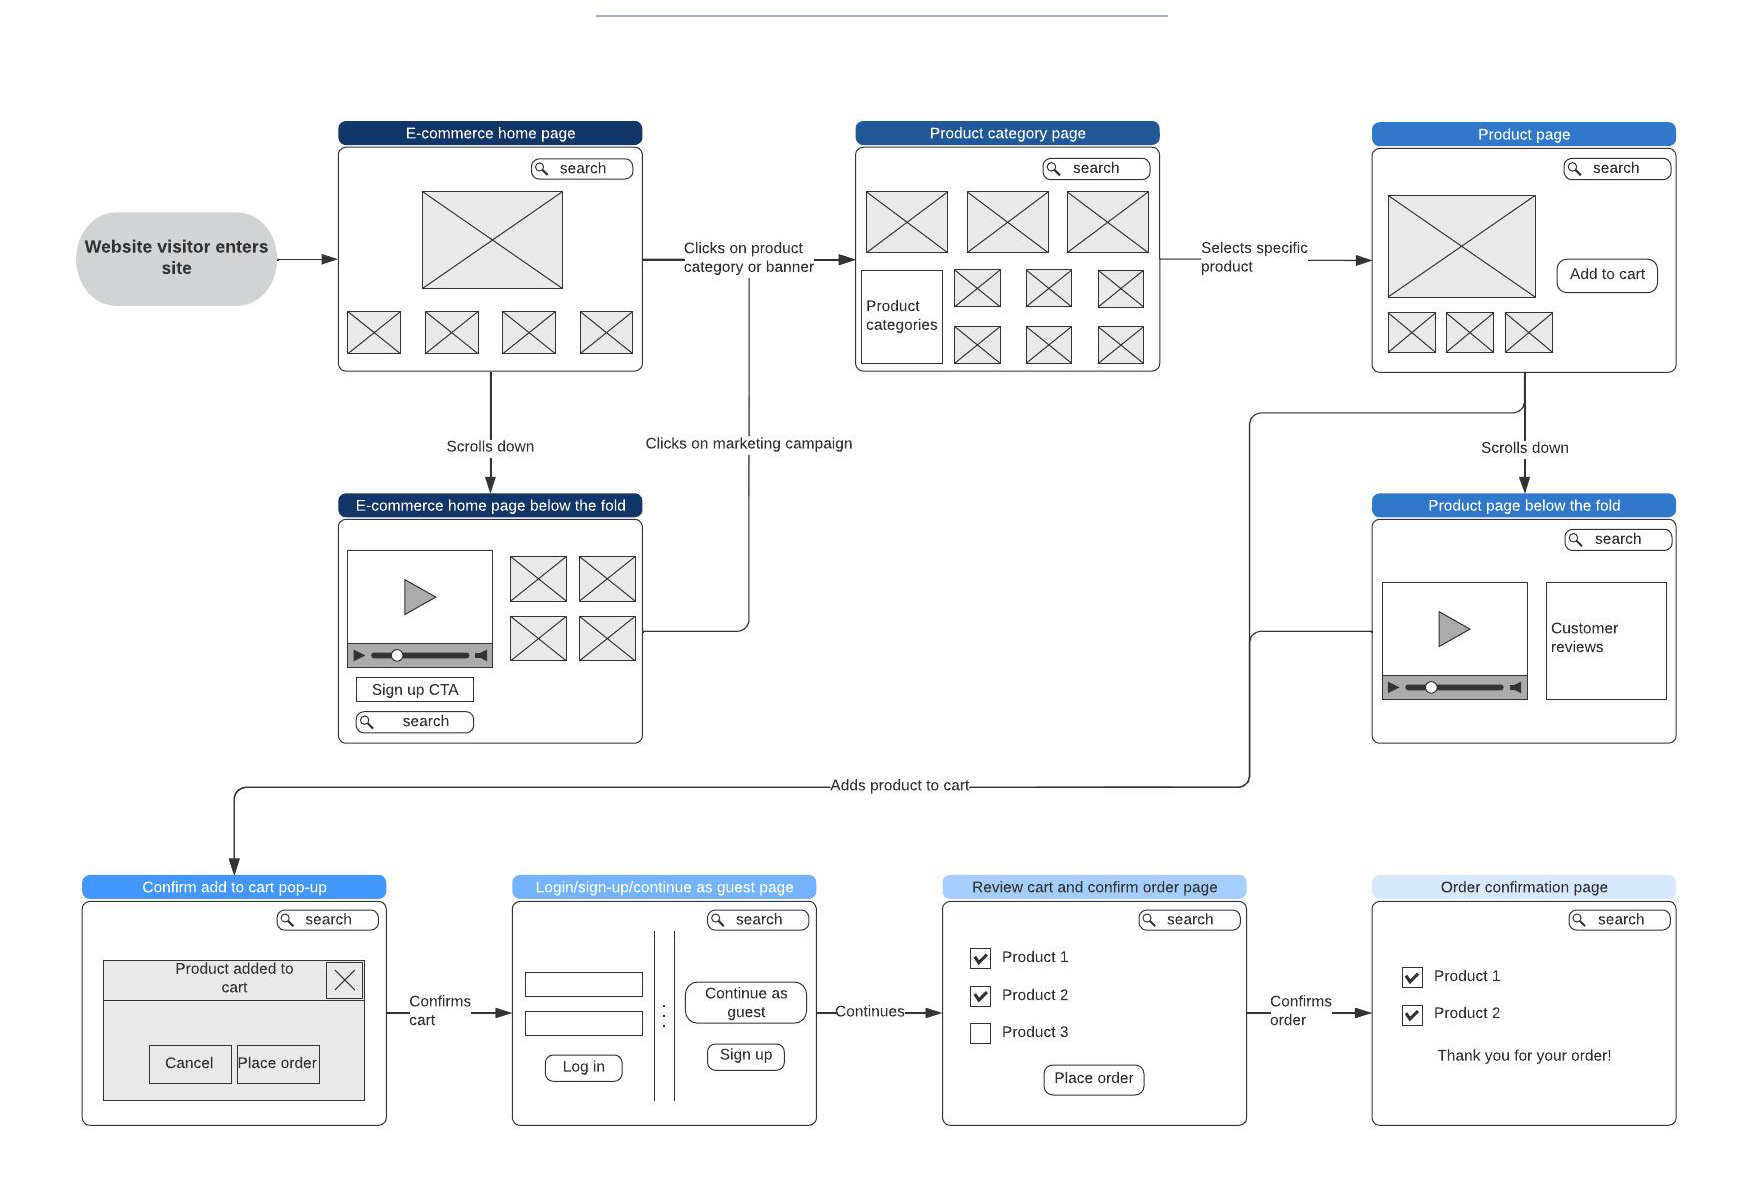 E-commerce home page
Product category page
Product page
search
search
search
Website visitor enters
site
Clicks on product
category or banner
Selects specific
product
Add to cart
Product
categories
Scrolls down
Clicks on marketing campaign
Scrolls down
E-commerce home page below the fold
Product page below the fold
search
Customer
reviews
Sign up CTA
search
Adds product to cart
Confirm add to cart pop-up
Login/sign-up/continue as guest page
Review cart and confirm order page
Order confirmation page
search
search
search
search
Product added to
cart
Cancel
Place order
Confirms
cart
Continue as
guest
Log in
Sign up
Continues
Product 1
Product 2
Product 3
Place order
Confirms
order
Product 1
Product 2
Thank you for your order!